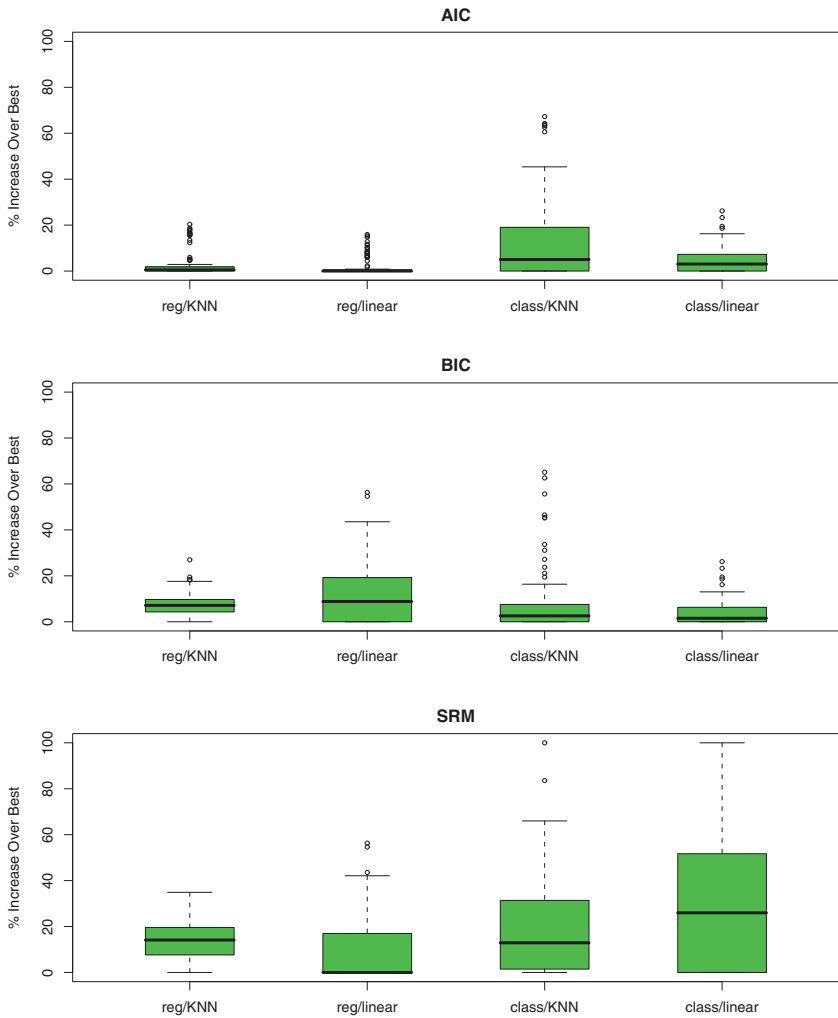 AIC
% Increase Over Best
100
80
60
40
20
0
reg/KNN
reg/linear
class/KNN
class/linear
BIC
% Increase Over Best
100
80
60
40
20
0
reg/KNN
reg/linear
class/KNN
class/linear
SRM
% Increase Over Best
100
80
60
40
20
0
reg/KNN
reg/linear
class/KNN
class/linear